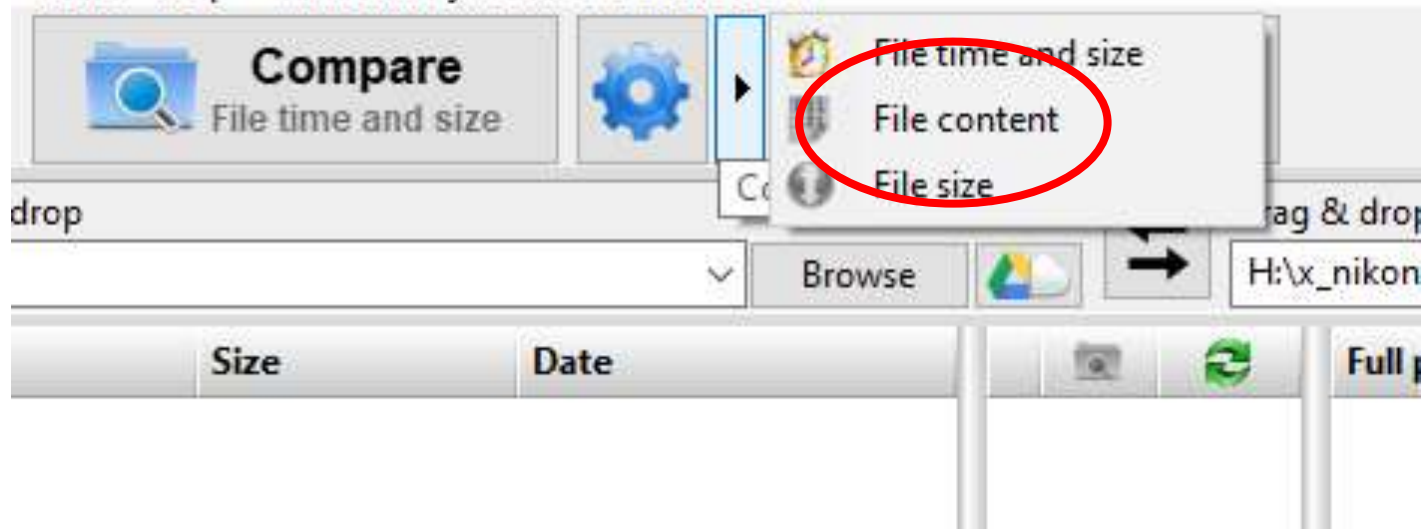 Compare
File time and size
File time and size
File content
File size
drop
Browse
& drop
H:\x_nikon
Size
Date
Full